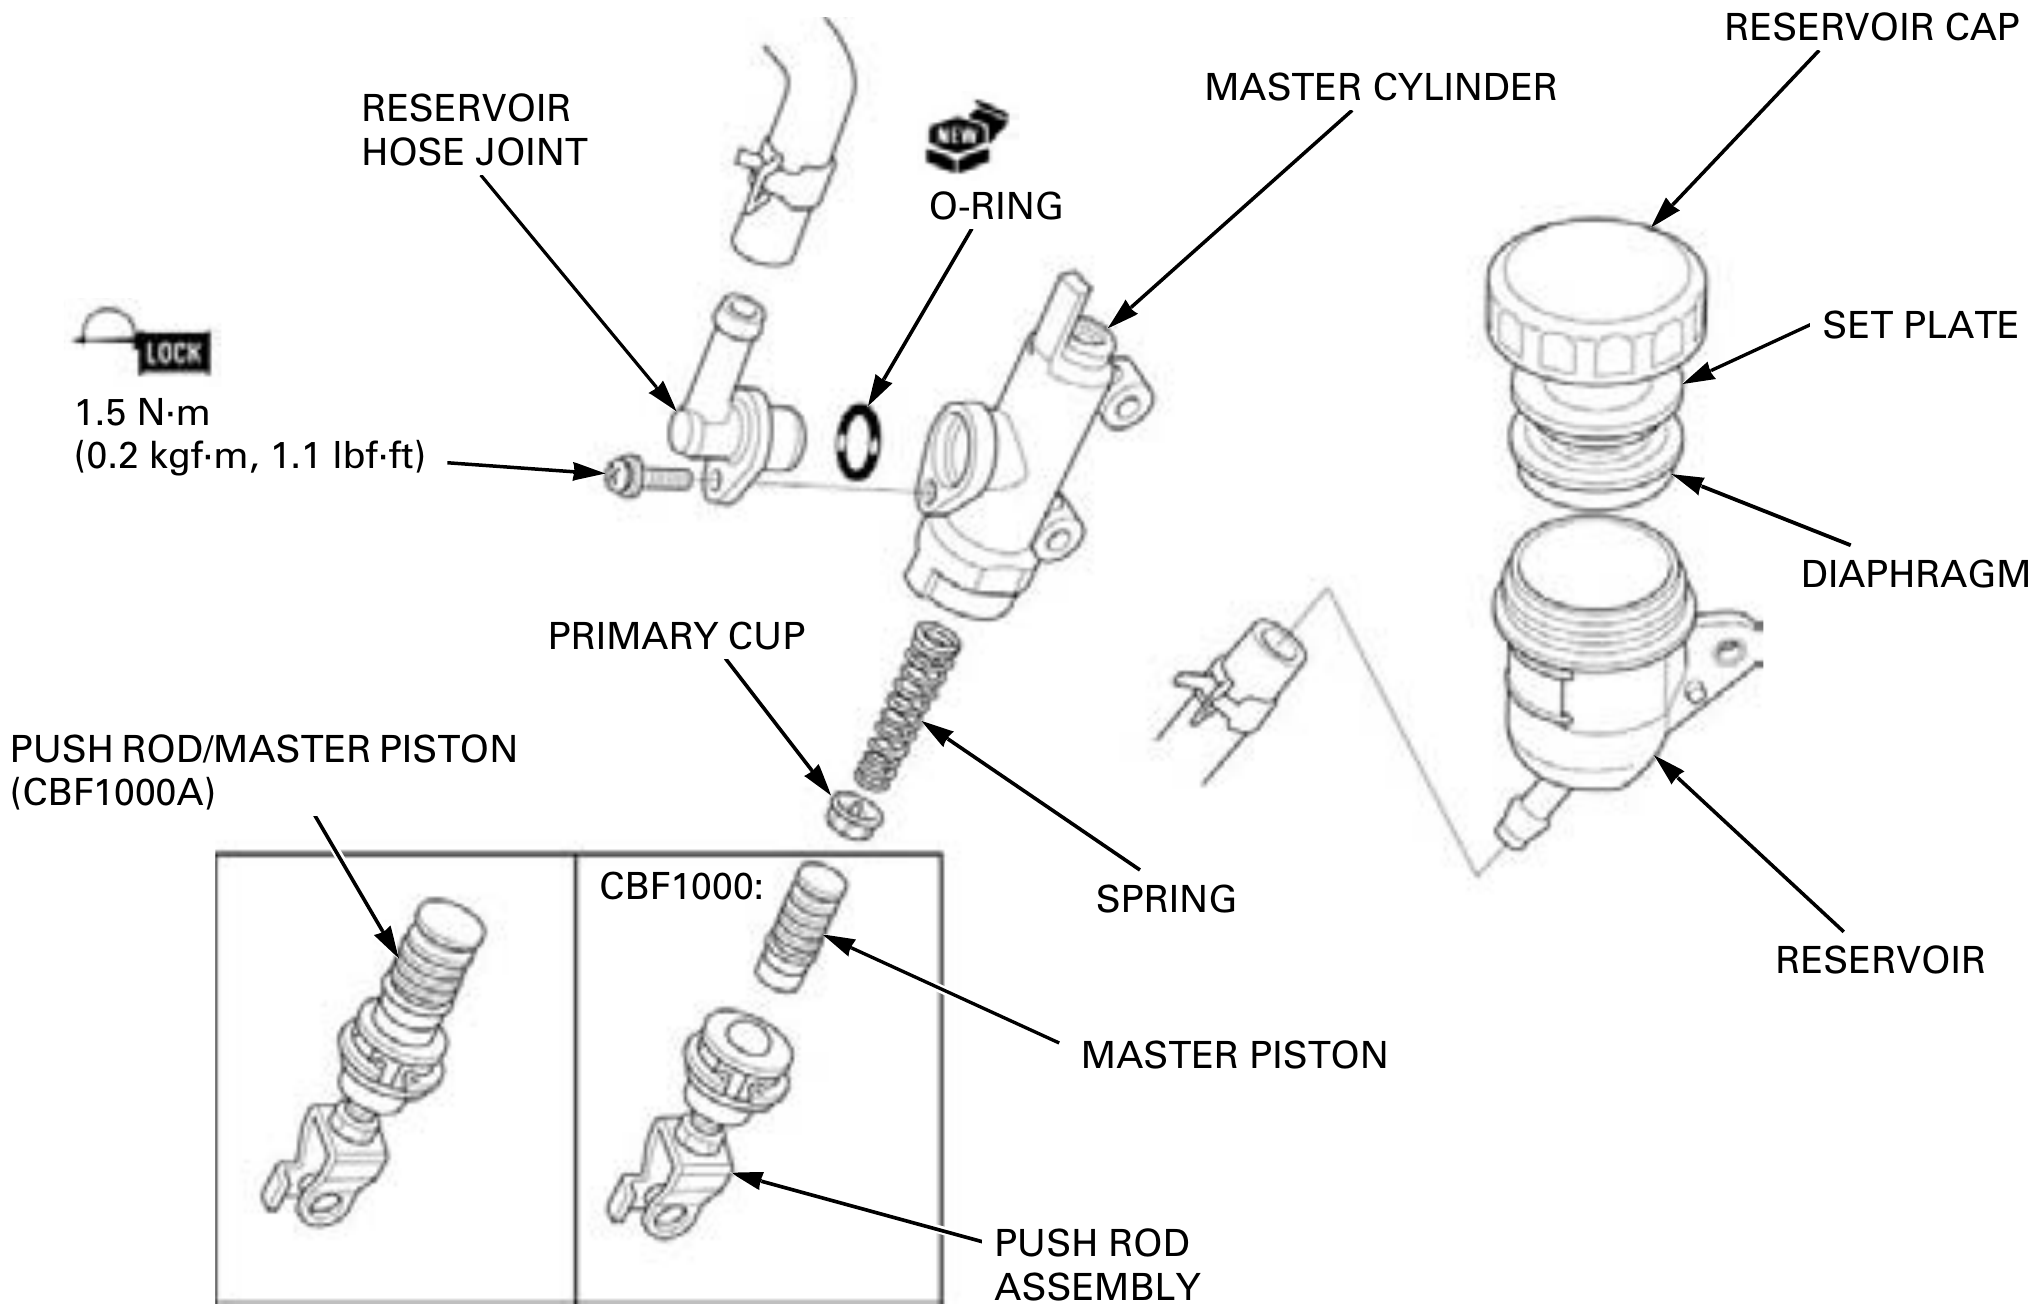 RESERVOIR CAP
MASTER CYLINDER
RESERVOIR
HOSE JOINT
NEW
O-RING
SET PLATE
LOCK
1.5 N·m
(0.2 kgf·m, 1.1 lbf·ft)
DIAPHRAGM
PRIMARY CUP
PUSH ROD/MASTER PISTON
(CBF1000A)
CBF1000:
SPRING
RESERVOIR
MASTER PISTON
PUSH ROD
ASSEMBLY